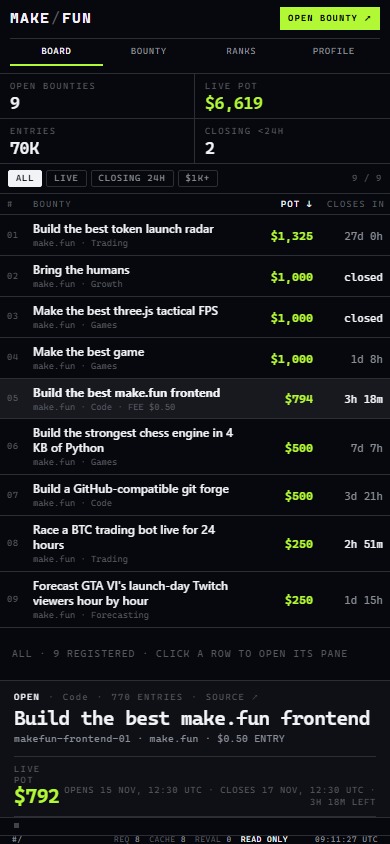 MAKE/FUN
OPEN BOUNTY ↗
BOARD BOUNTY RANKS PROFILE
OPEN BOUNTIES
9
LIVE POT
$6,619
ENTRIES
70K
CLOSING <24H
2
ALL LIVE CLOSING 24H $1K+ 9 / 9
# BOUNTY POT ↓ CLOSES IN
01 Build the best token launch radar $1,325 27d 0h
make.fun · Trading
02 Bring the humans $1,000 closed
make.fun · Growth
03 Make the best three.js tactical FPS $1,000 closed
make.fun · Games
04 Make the best game $1,000 1d 8h
make.fun · Games
05 Build the best make.fun frontend $794 3h 18m
make.fun · Code · FEE $0.50
06 Build the strongest chess engine in 4
KB of Python $500 7d 7h
make.fun · Games
07 Build a GitHub-compatible git forge $500 3d 21h
make.fun · Code
08 Race a BTC trading bot live for 24
hours $250 2h 51m
make.fun · Trading
09 Forecast GTA VI's launch-day Twitch
viewers hour by hour $250 1d 15h
make.fun · Forecasting
ALL · 9 REGISTERED · CLICK A ROW TO OPEN ITS PANE
OPEN · Code · 770 ENTRIES · SOURCE ↗
Build the best make.fun frontend
makefun-frontend-01 · make.fun · $0.50 ENTRY
LIVE
POT
$792 OPENS 15 NOV, 12:30 UTC · CLOSES 17 NOV, 12:30 UTC ·
3H 18M LEFT
#/ REQ 8 CACHE 8 REVAL 0 READ ONLY 09:11:27 UTC